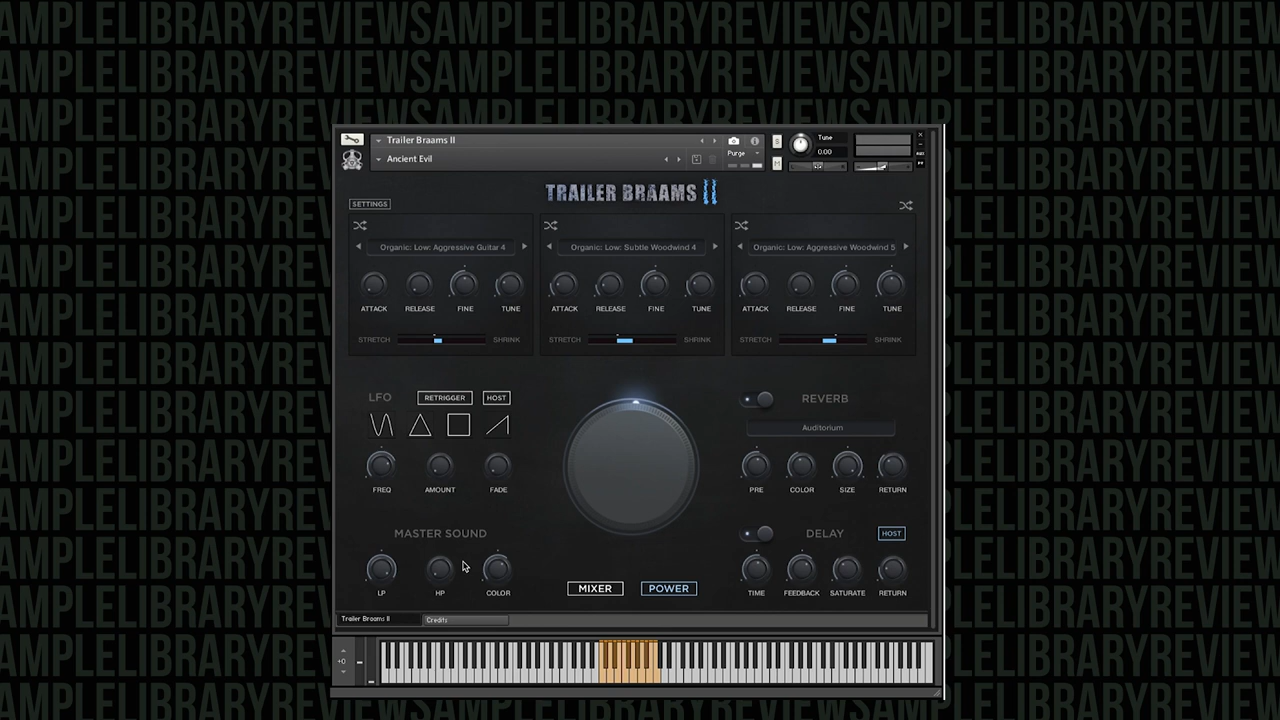 SAMPLELIBRARYREVIEWS
Trailer Braams II
Ancient Evil
Purge
S
M
Tune
0.00
TRAILER BRAAMS II
SETTINGS
Organic: Low: Aggressive Guitar 4
Organic: Low: Subtle Woodwind 4
Organic: Low: Aggressive Woodwind 5
ATTACK RELEASE FINE TUNE
ATTACK RELEASE FINE TUNE
ATTACK RELEASE FINE TUNE
STRETCH SHRINK
STRETCH SHRINK
STRETCH SHRINK
LFO RETRIGGER HOST
FREQ AMOUNT FADE
MASTER SOUND
LP HP COLOR
MIXER POWER
REVERB
Auditorium
PRE COLOR SIZE RETURN
DELAY HOST
TIME FEEDBACK SATURATE RETURN
Trailer Braams II Credits
+0